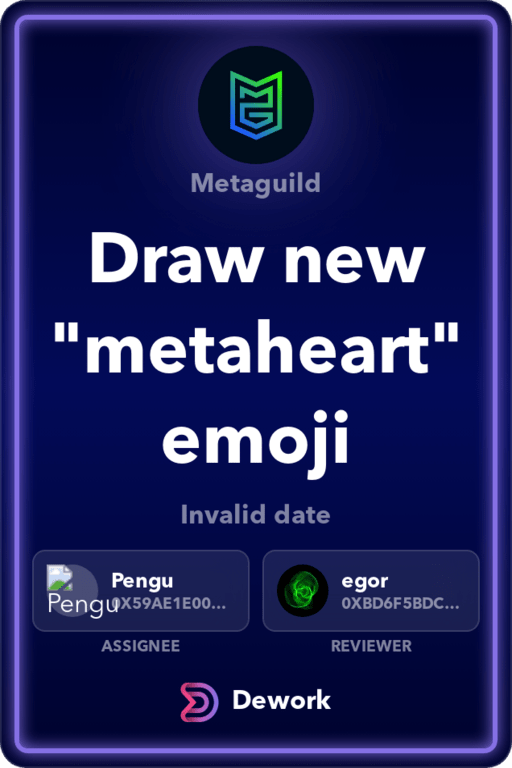 Metaguild
Draw new
"metaheart"
emoji
Invalid date
Pengu
Pengu
0X59AE1E00...
egor
0XBD6F5BDC...
ASSIGNEE
REVIEWER
Dework